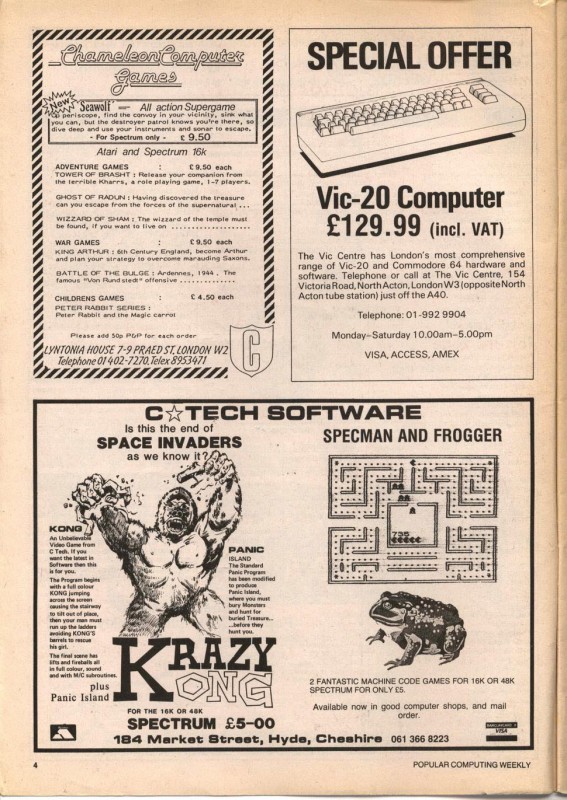 Chameleon Computer
Games
New
'Seawolf' — All action Supergame
Up periscope, find the convoy in your vicinity, sink what
you can, but the destroyer patrol knows you're there, so
dive deep and use your instruments and sonar to escape.
- For Spectrum only - £ 9.50
Atari and Spectrum 16k
ADVENTURE GAMES : £ 9.50 each
TOWER OF BRASHT : Release your companion from
the terrible Kharrs, a role playing game, 1-7 players.
GHOST OF RADUN : Having discovered the treasure
can you escape from the forces of the supernatural ...
WIZZARD OF SHAM : The wizzard of the temple must
be found, if you want to live on ..................
WAR GAMES : £ 9.50 each
KING ARTHUR : 6th Century England, become Arthur
and plan your strategy to overcome marauding Saxons.
BATTLE OF THE BULGE : Ardennes, 1944 . The
famous "Von Rundstedt" offensive ................
CHILDRENS GAMES : £ 4.50 each
PETER RABBIT SERIES :
Peter Rabbit and the Magic carrot
Please add 50p P&P for each order
LYNTONIA HOUSE 7-9 PRAED ST, LONDON W2
Telephone 01 402-7270, Telex 8953471
C
SPECIAL OFFER
Vic-20 Computer
£129.99 (incl. VAT)
The Vic Centre has London's most comprehensive
range of Vic-20 and Commodore 64 hardware and
software. Telephone or call at The Vic Centre, 154
Victoria Road, North Acton, London W3 (opposite North
Acton tube station) just off the A40.
Telephone: 01-992 9904
Monday–Saturday 10.00am–5.00pm
VISA, ACCESS, AMEX
C☆TECH SOFTWARE
Is this the end of
SPACE INVADERS
as we know it?
KONG
An Unbelievable
Video Game from
C Tech. If you
want the latest in
Software then this
is for you.
The Program begins
with a full colour
KONG jumping
across the screen
causing the stairway
to tilt out of place,
then your man must
run up the ladders
avoiding KONG'S
barrels to rescue
his girl.
The final scene has
lifts and fireballs all
in full colour, sound
and with M/C subroutines.
plus
Panic Island
PANIC
ISLAND
The Standard
Panic Program
has been modified
to produce
Panic Island,
where you must
bury Monsters
and hunt for
buried Treasure...
...before they
hunt you.
KRAZY
KONG
FOR THE 16K OR 48K
SPECTRUM £5-00
SPECMAN AND FROGGER
735
2 FANTASTIC MACHINE CODE GAMES FOR 16K OR 48K
SPECTRUM FOR ONLY £5.
Available now in good computer shops, and mail
order.
BARCLAYCARD
VISA
184 Market Street, Hyde, Cheshire 061 366 8223
4
POPULAR COMPUTING WEEKLY